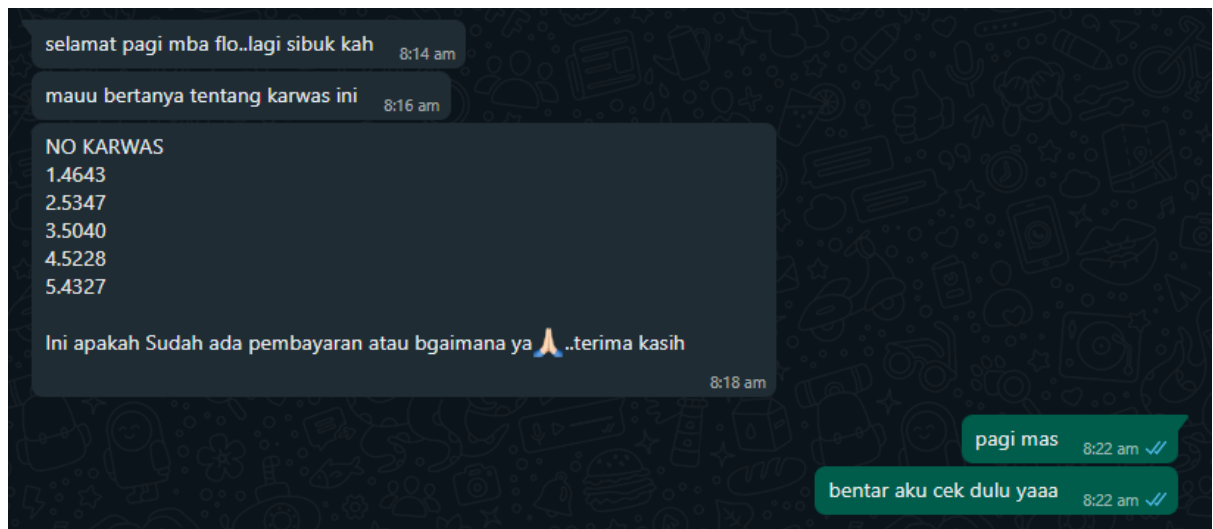 selamat pagi mba flo..lagi sibuk kah
8:14 am
mauu bertanya tentang karwas ini
8:16 am
NO KARWAS
1.4643
2.5347
3.5040
4.5228
5.4327
Ini apakah Sudah ada pembayaran atau bgaimana ya🙏🏻..terima kasih
8:18 am
pagi mas
8:22 am
bentar aku cek dulu yaaa
8:22 am